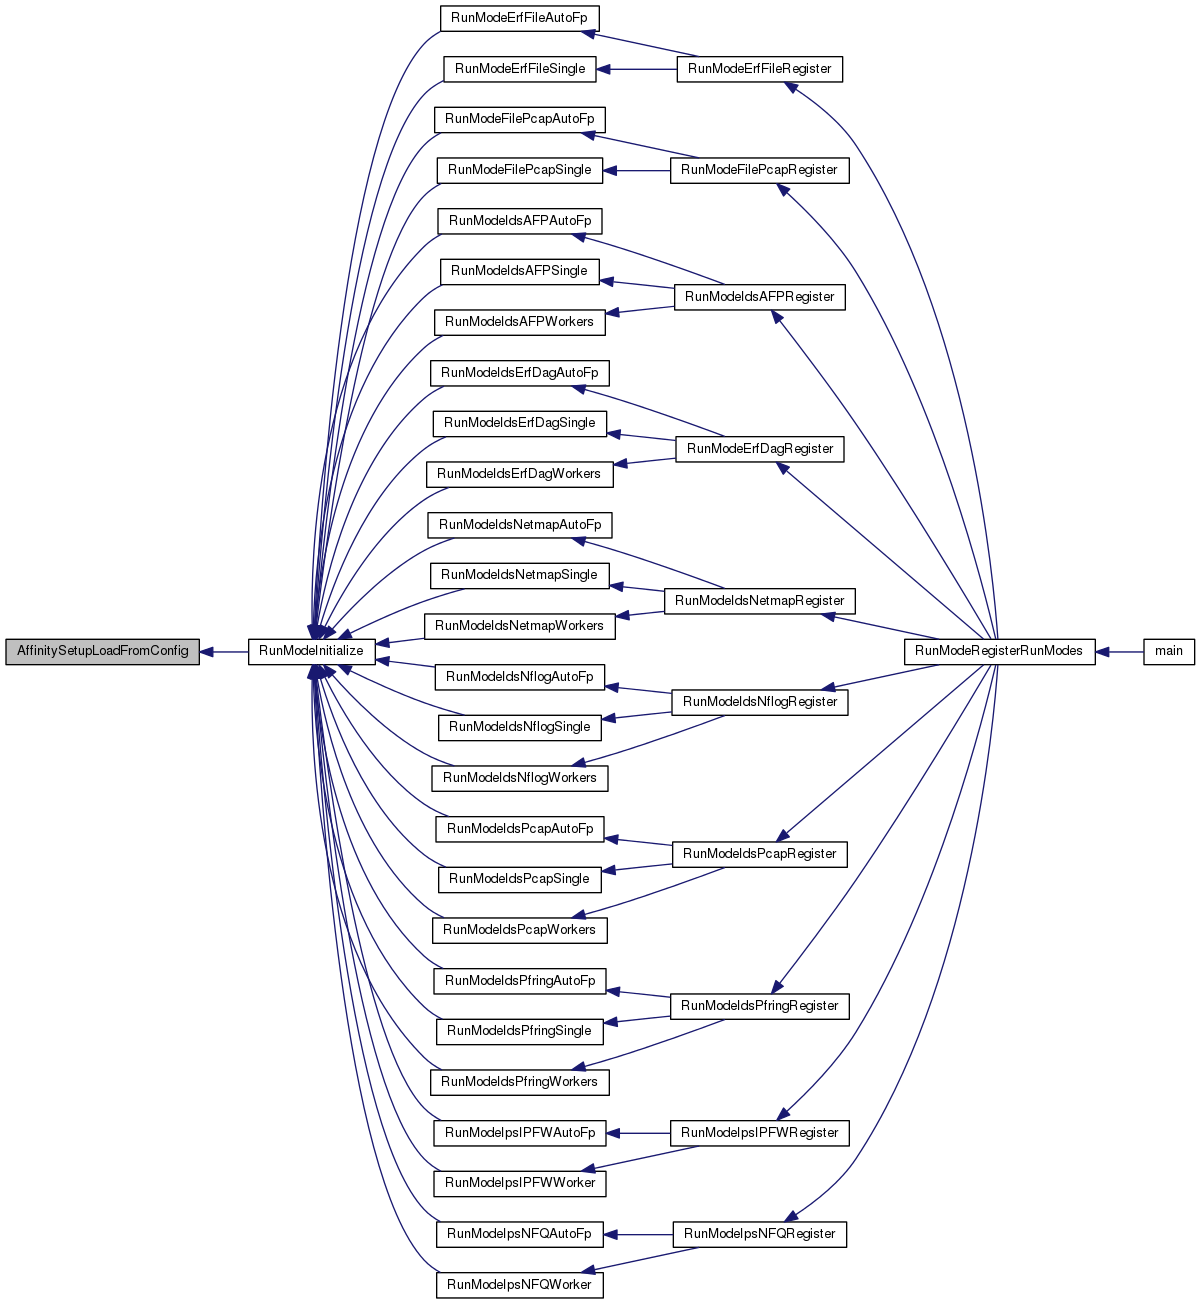 RunModeErfFileAutoFp
RunModeErfFileSingle
RunModeErfFileRegister
RunModeFilePcapAutoFp
RunModeFilePcapSingle
RunModeFilePcapRegister
RunModeIdsAFPAutoFp
RunModeIdsAFPSingle
RunModeIdsAFPRegister
RunModeIdsAFPWorkers
RunModeIdsErfDagAutoFp
RunModeIdsErfDagSingle
RunModeErfDagRegister
RunModeIdsErfDagWorkers
RunModeIdsNetmapAutoFp
RunModeIdsNetmapSingle
RunModeIdsNetmapRegister
RunModeIdsNetmapWorkers
AffinitySetupLoadFromConfig
RunModeInitialize
RunModeRegisterRunModes
main
RunModeIdsNflogAutoFp
RunModeIdsNflogRegister
RunModeIdsNflogSingle
RunModeIdsNflogWorkers
RunModeIdsPcapAutoFp
RunModeIdsPcapRegister
RunModeIdsPcapSingle
RunModeIdsPcapWorkers
RunModeIdsPfringAutoFp
RunModeIdsPfringRegister
RunModeIdsPfringSingle
RunModeIdsPfringWorkers
RunModeIpsIPFWAutoFp
RunModeIpsIPFWRegister
RunModeIpsIPFWWorker
RunModeIpsNFQAutoFp
RunModeIpsNFQRegister
RunModeIpsNFQWorker